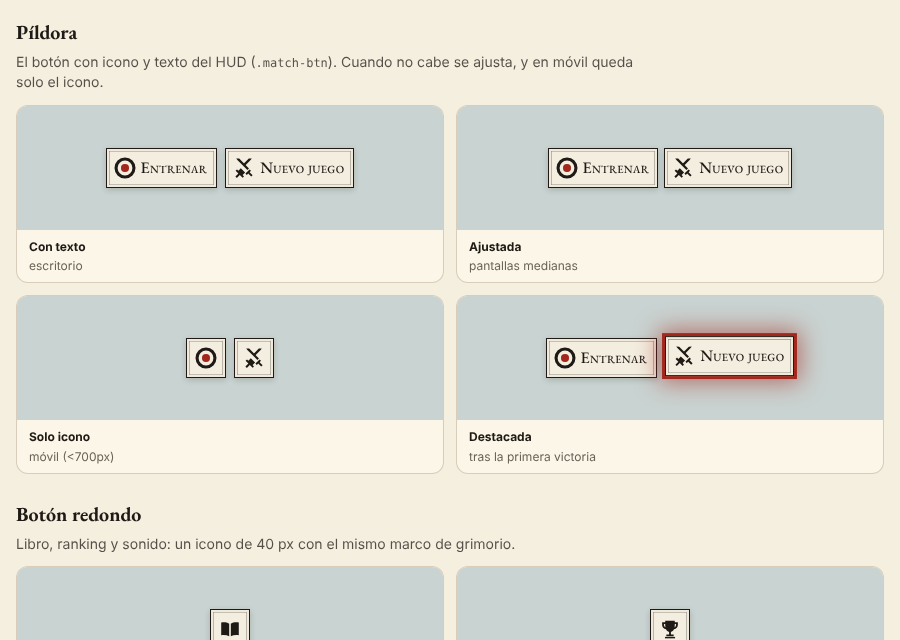 Píldora
El botón con icono y texto del HUD (.match-btn). Cuando no cabe se ajusta, y en móvil queda
solo el icono.
Entrenar Nuevo juego
Entrenar Nuevo juego
Con texto
escritorio
Ajustada
pantallas medianas
Entrenar Nuevo juego
Solo icono
móvil (<700px)
Destacada
tras la primera victoria
Botón redondo
Libro, ranking y sonido: un icono de 40 px con el mismo marco de grimorio.